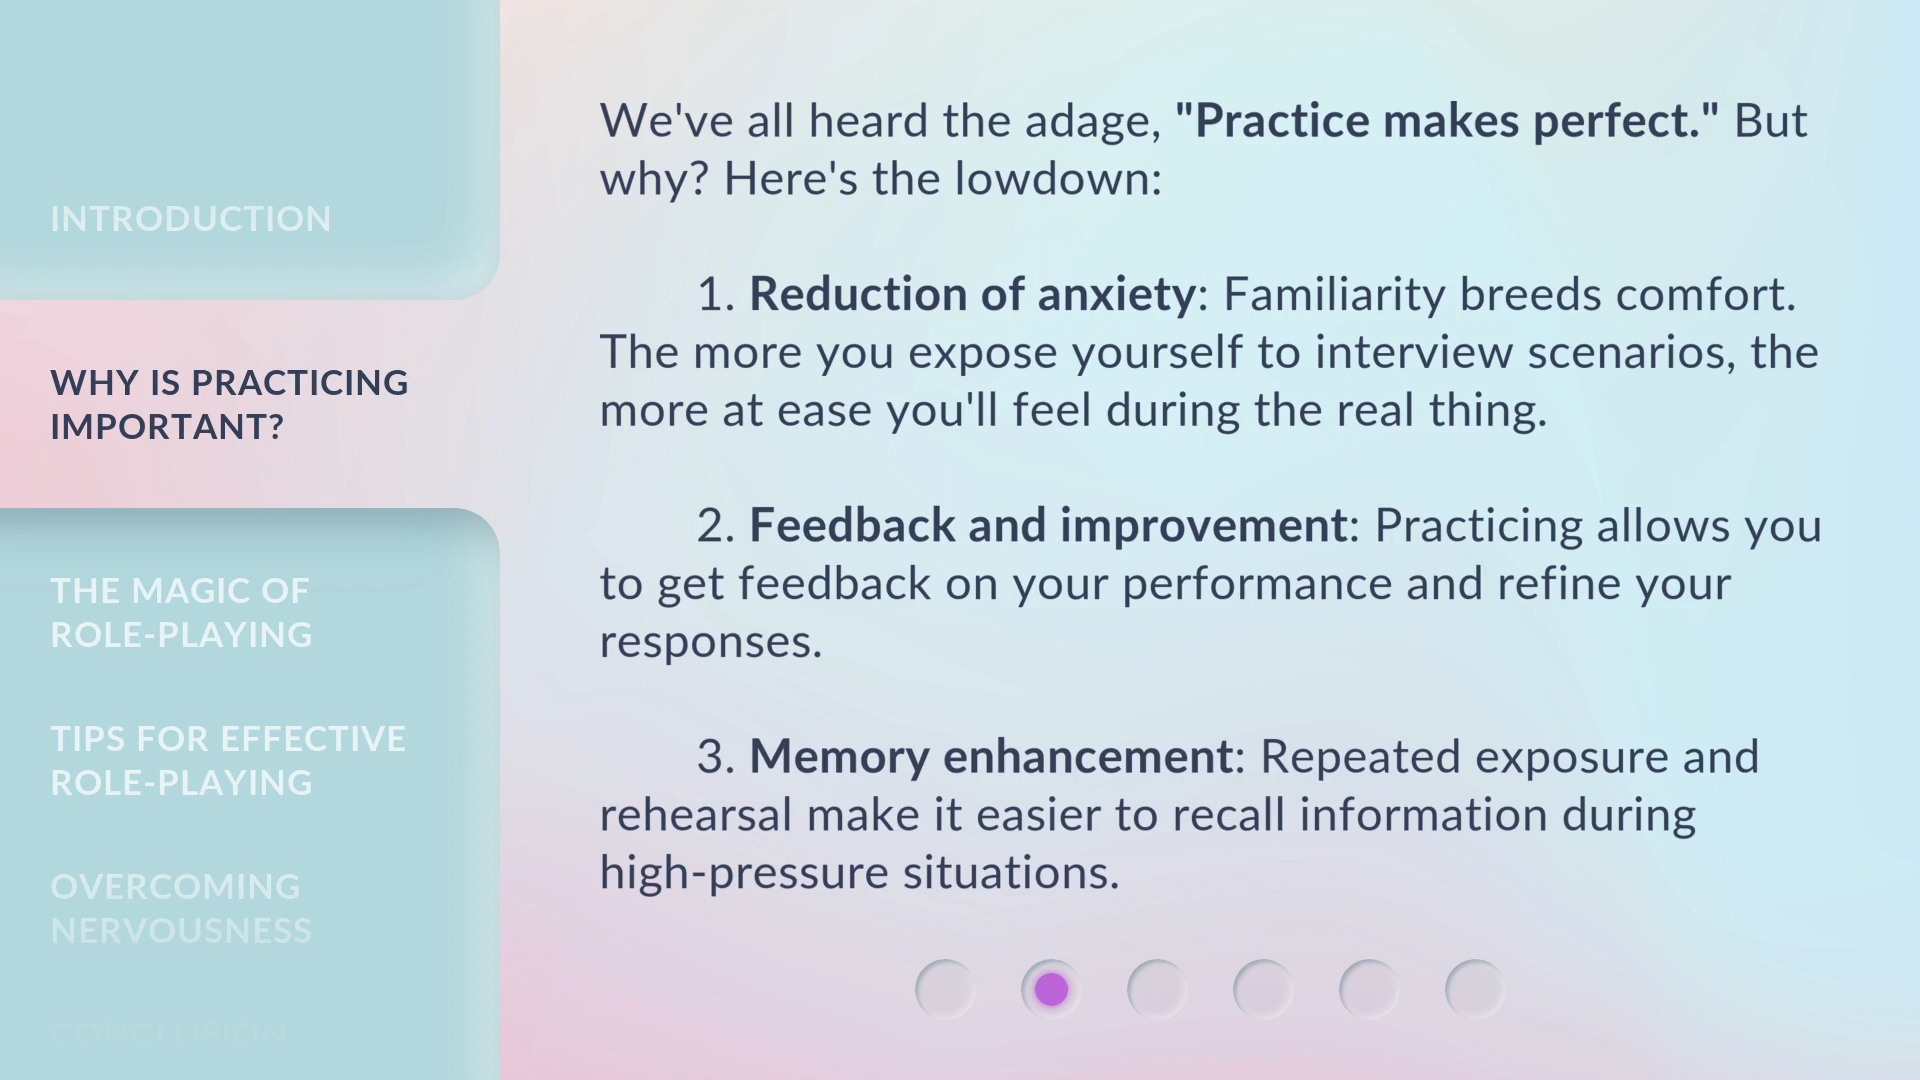 INTRODUCTION
WHY IS PRACTICING
IMPORTANT?
THE MAGIC OF
ROLE-PLAYING
TIPS FOR EFFECTIVE
ROLE-PLAYING
OVERCOMING
NERVOUSNESS
CONCLUSION
We've all heard the adage, "Practice makes perfect." But
why? Here's the lowdown:
1. Reduction of anxiety: Familiarity breeds comfort.
The more you expose yourself to interview scenarios, the
more at ease you'll feel during the real thing.
2. Feedback and improvement: Practicing allows you
to get feedback on your performance and refine your
responses.
3. Memory enhancement: Repeated exposure and
rehearsal make it easier to recall information during
high-pressure situations.